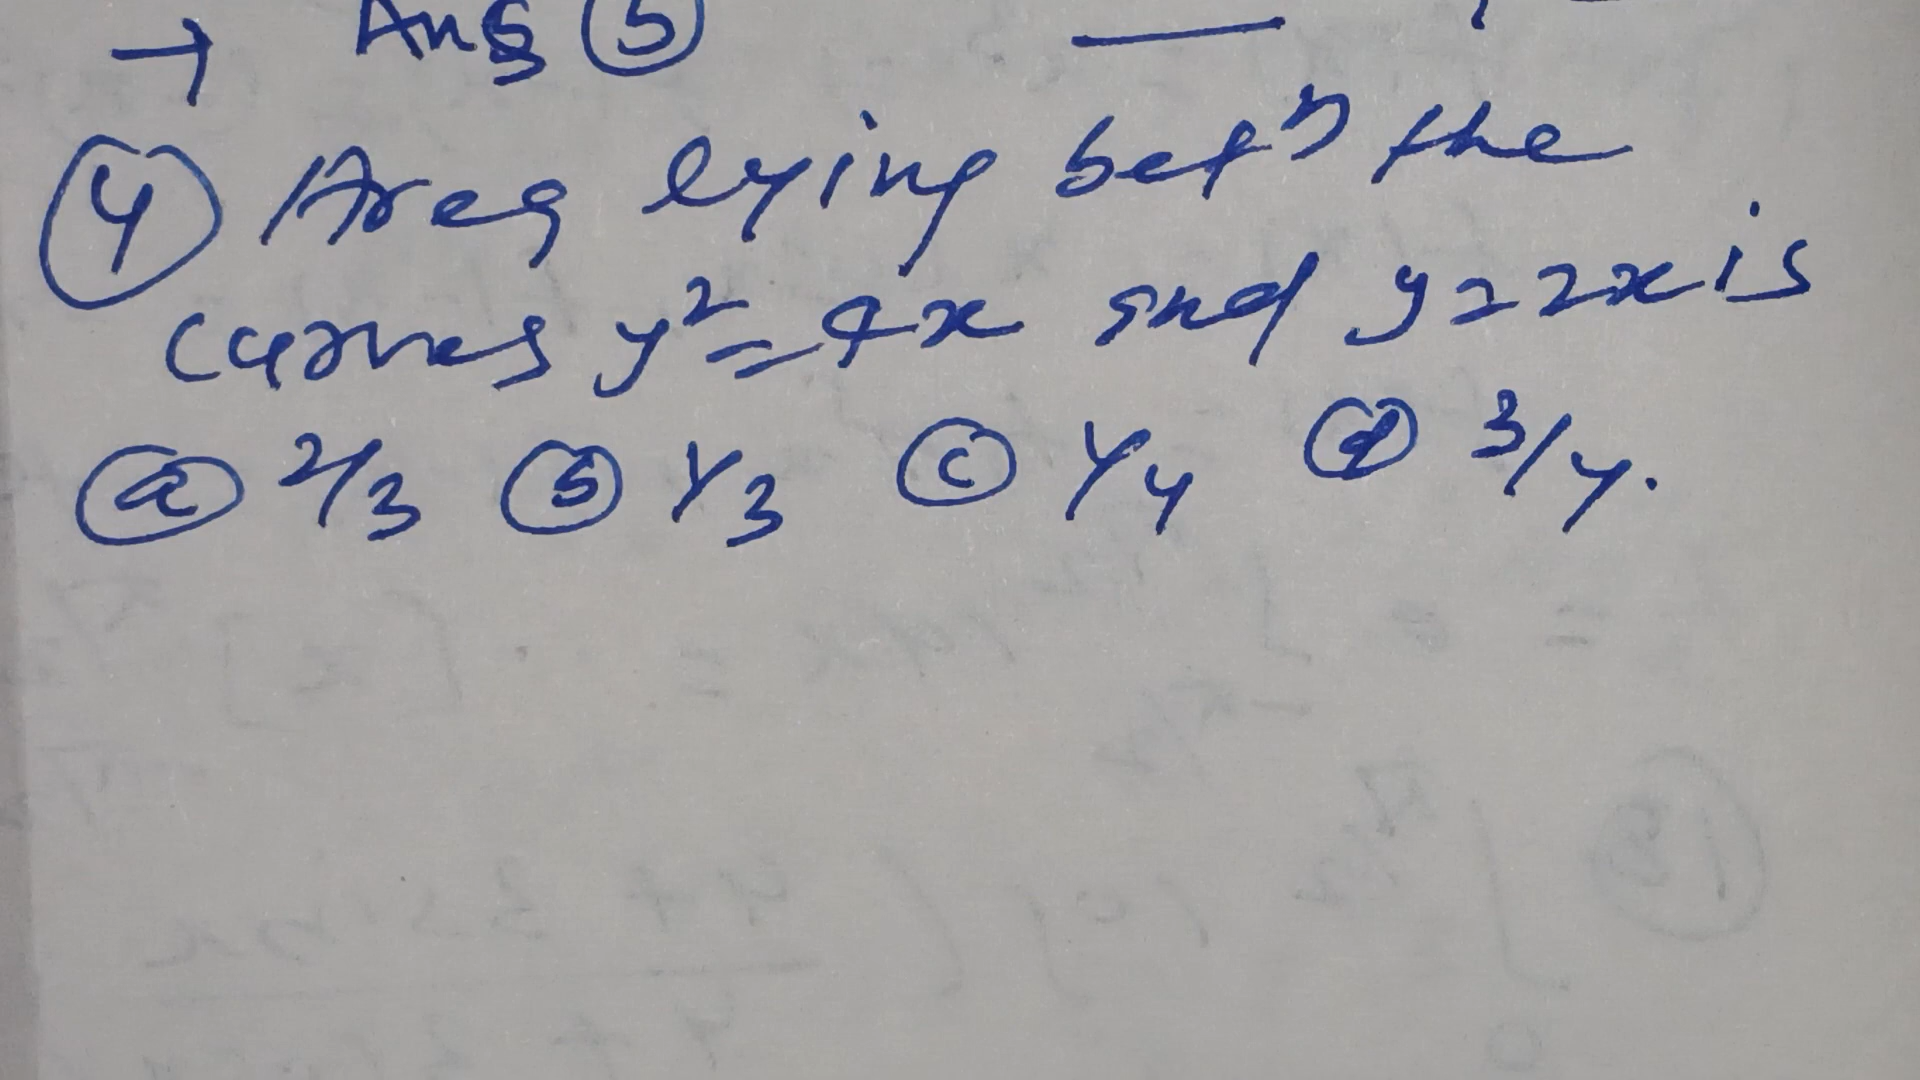 → Ans ⓑ
④ Area lying betⁿ the
curves y² = 4x and y = 2x is
ⓐ 2/3 ⓑ 1/3 ⓒ 1/4 ⓓ 3/4.